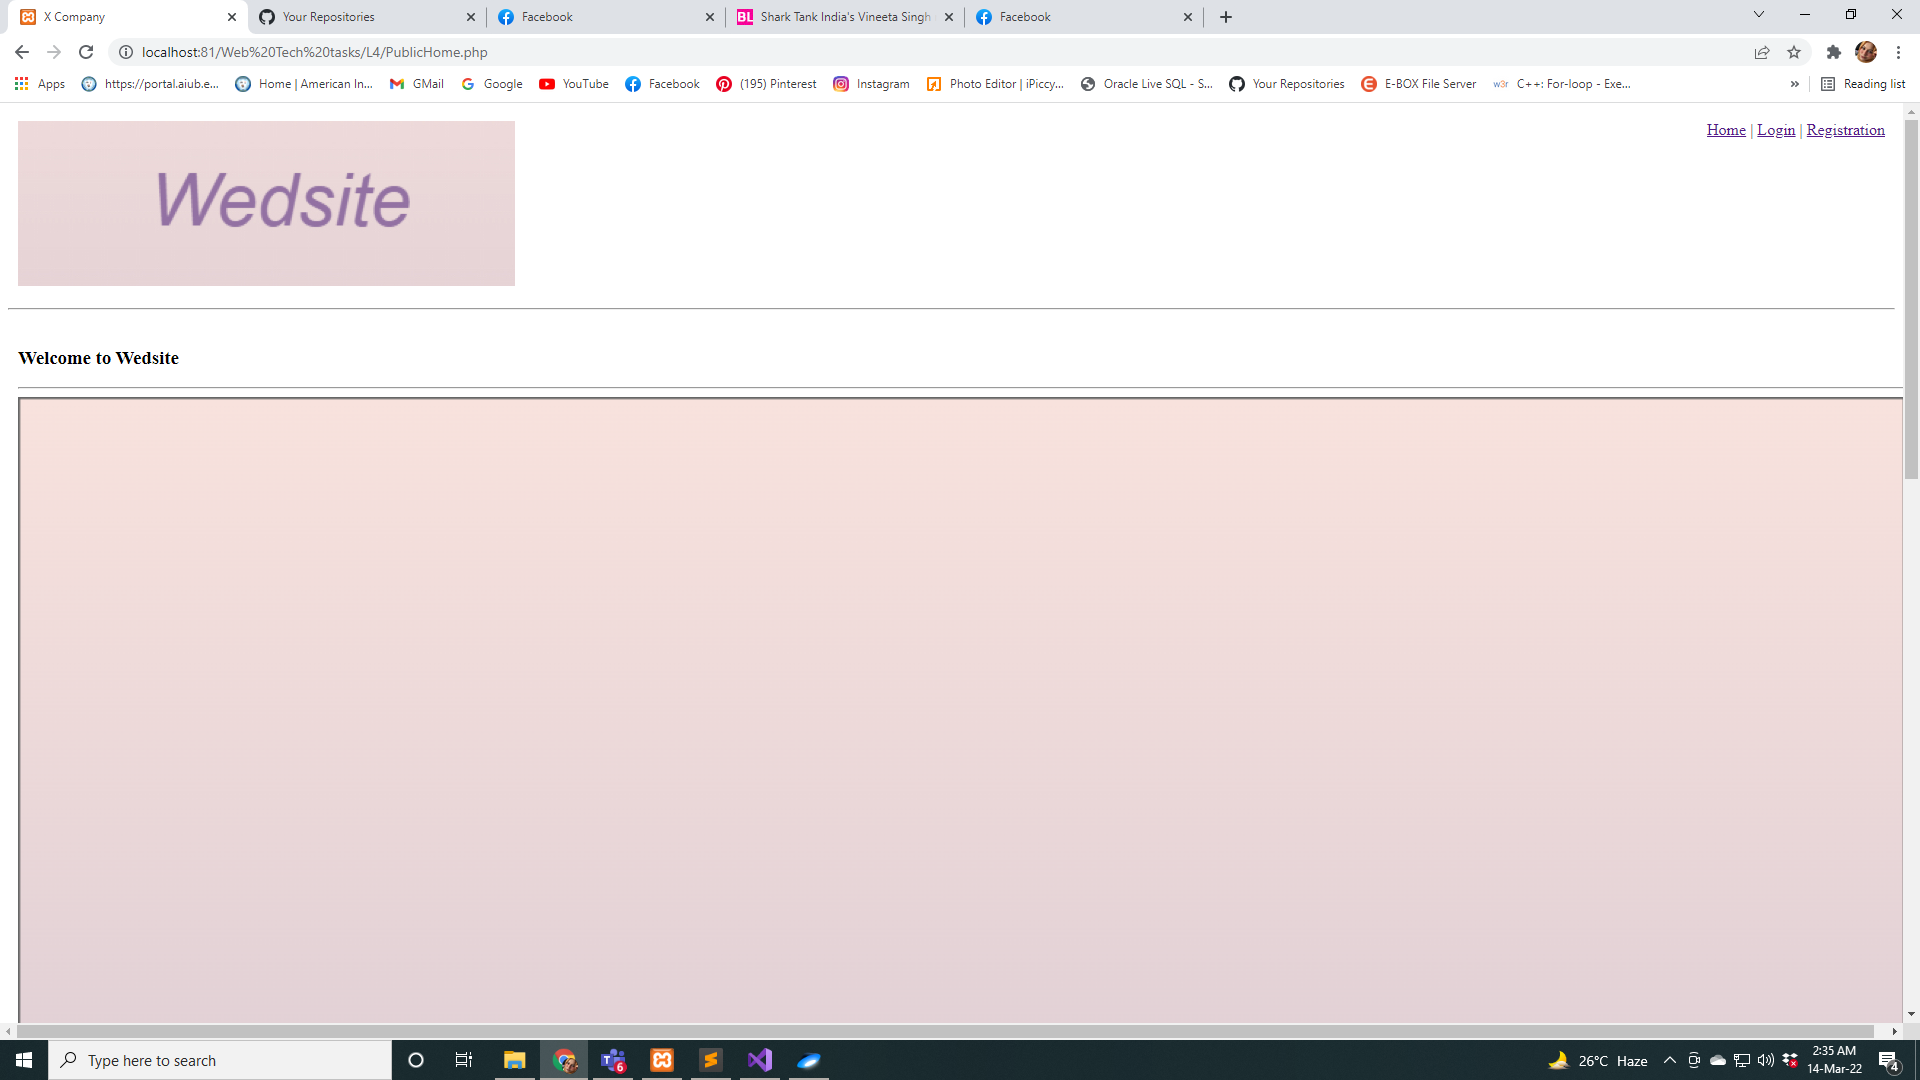 X Company
Your Repositories
Facebook
Shark Tank India's Vineeta Singh
Facebook
localhost:81/Web%20Tech%20tasks/L4/PublicHome.php
Apps
https://portal.aiub.e...
Home | American In...
GMail
Google
YouTube
Facebook
(195) Pinterest
Instagram
Photo Editor | iPiccy...
Oracle Live SQL - S...
Your Repositories
E-BOX File Server
w3r
C++: For-loop - Exe...
»
Reading list
Home | Login | Registration
Wedsite
Welcome to Wedsite
Type here to search
6
26°C Haze
2:35 AM
14-Mar-22
4